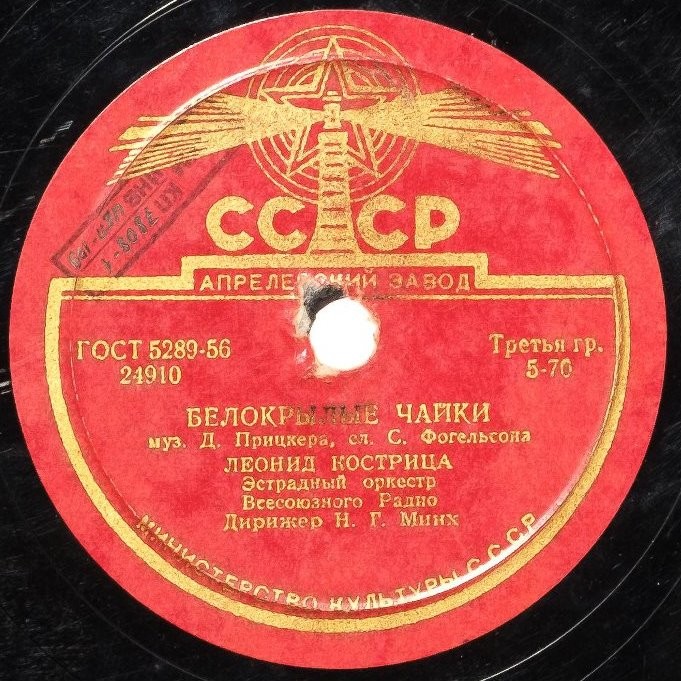 СССР
АПРЕЛЕВСКИЙ ЗАВОД
ГОСТ 5289-56
24910
Третья гр.
5-70
БЕЛОКРЫЛЫЕ ЧАЙКИ
муз. Д. Прицкера, сл. С. Фогельсона
ЛЕОНИД КОСТРИЦА
Эстрадный оркестр
Всесоюзного Радио
Дирижер Н. Г. Минх
МИНИСТЕРСТВО КУЛЬТУРЫ СССР